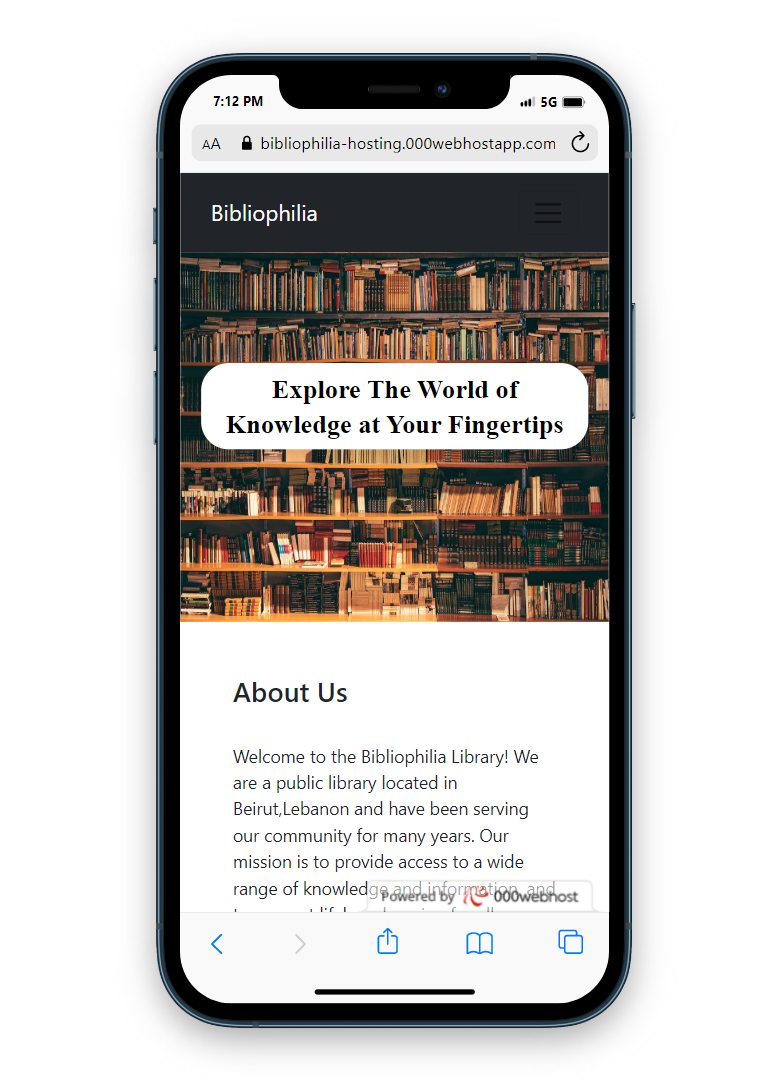 7:12 PM 5G
AA bibliophilia-hosting.000webhostapp.com
Bibliophilia
Explore The World of
Knowledge at Your Fingertips
About Us
Welcome to the Bibliophilia Library! We
are a public library located in
Beirut,Lebanon and have been serving
our community for many years. Our
mission is to provide access to a wide
range of knowledge and information, and
Powered by 000webhost